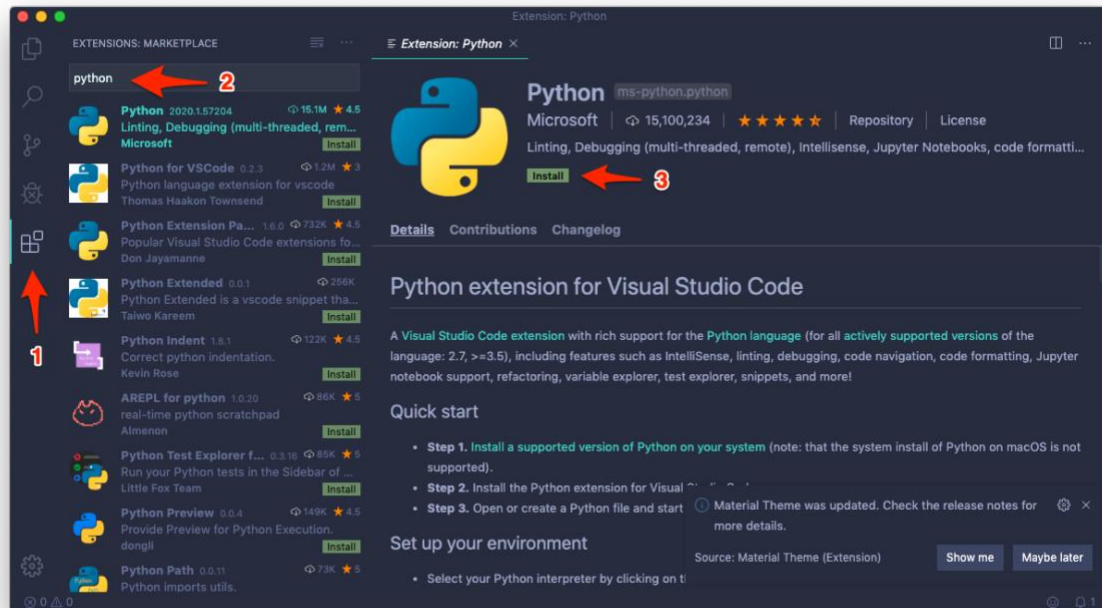 Extension: Python
EXTENSIONS: MARKETPLACE
python
2
1
Python 2020.1.57204 15.1M 4.5
Linting, Debugging (multi-threaded, rem...
Microsoft Install
Python for VSCode 0.2.3 1.2M 3
Python language extension for vscode
Thomas Haakon Townsend Install
Python Extension Pa... 1.6.0 732K 4.5
Popular Visual Studio Code extensions fo...
Don Jayamanne Install
Python Extended 0.0.1 256K
Python Extended is a vscode snippet tha...
Taiwo Kareem Install
Python Indent 1.8.1 122K 4.5
Correct python indentation.
Kevin Rose Install
AREPL for python 1.0.20 86K 5
real-time python scratchpad
Almenon Install
Python Test Explorer f... 0.3.16 85K 5
Run your Python tests in the Sidebar of ...
Little Fox Team Install
Python Preview 0.0.4 149K 4.5
Provide Preview for Python Execution.
dongli Install
Python Path 0.0.11 73K 5
Python imports utils.
0 0
Extension: Python
Python ms-python.python
Microsoft 15,100,234 Repository License
Linting, Debugging (multi-threaded, remote), Intellisense, Jupyter Notebooks, code formatti...
Install 3
Details Contributions Changelog
Python extension for Visual Studio Code
A Visual Studio Code extension with rich support for the Python language (for all actively supported versions of the
language: 2.7, >=3.5), including features such as IntelliSense, linting, debugging, code navigation, code formatting, Jupyter
notebook support, refactoring, variable explorer, test explorer, snippets, and more!
Quick start
• Step 1. Install a supported version of Python on your system (note: that the system install of Python on macOS is not
supported).
• Step 2. Install the Python extension for Visual
• Step 3. Open or create a Python file and start
Set up your environment
• Select your Python interpreter by clicking on
Material Theme was updated. Check the release notes for
more details.
Source: Material Theme (Extension) Show me Maybe later
1